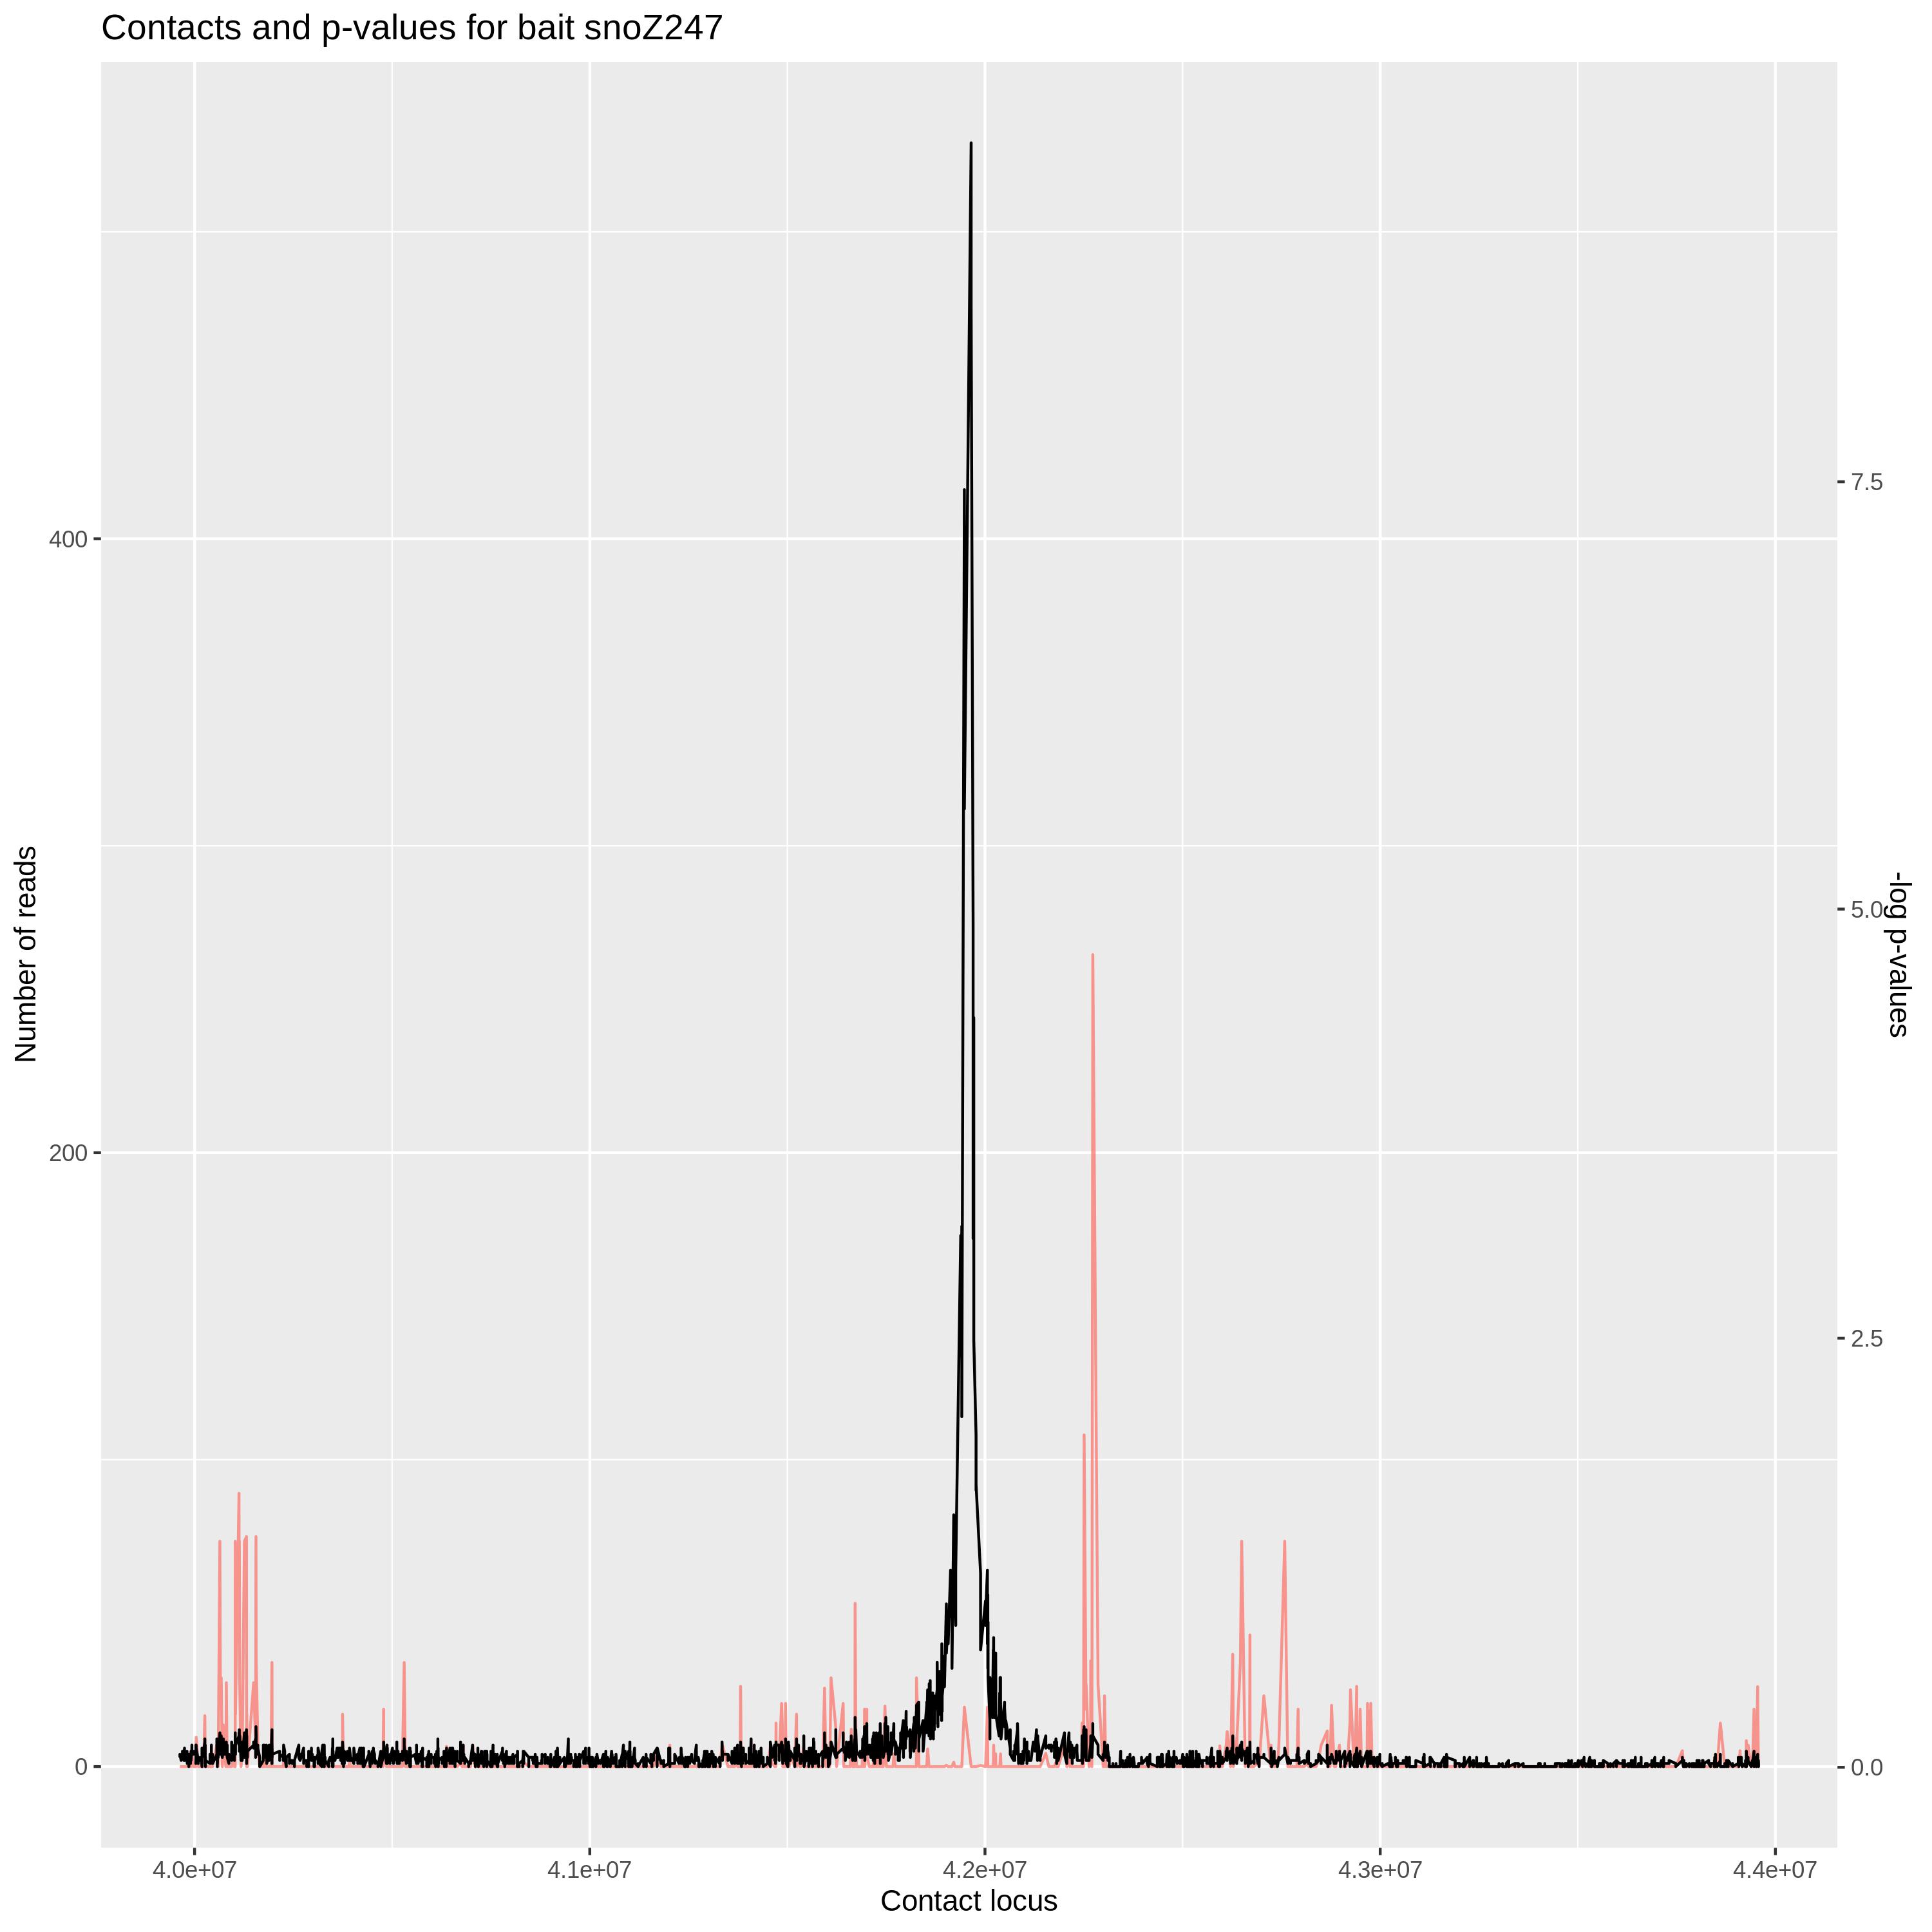 Contacts and p-values for bait snoZ247
Number of reads
400
200
0
7.5
5.0
2.5
0.0
-log p-values
4.0e+07 4.1e+07 4.2e+07 4.3e+07 4.4e+07
Contact locus